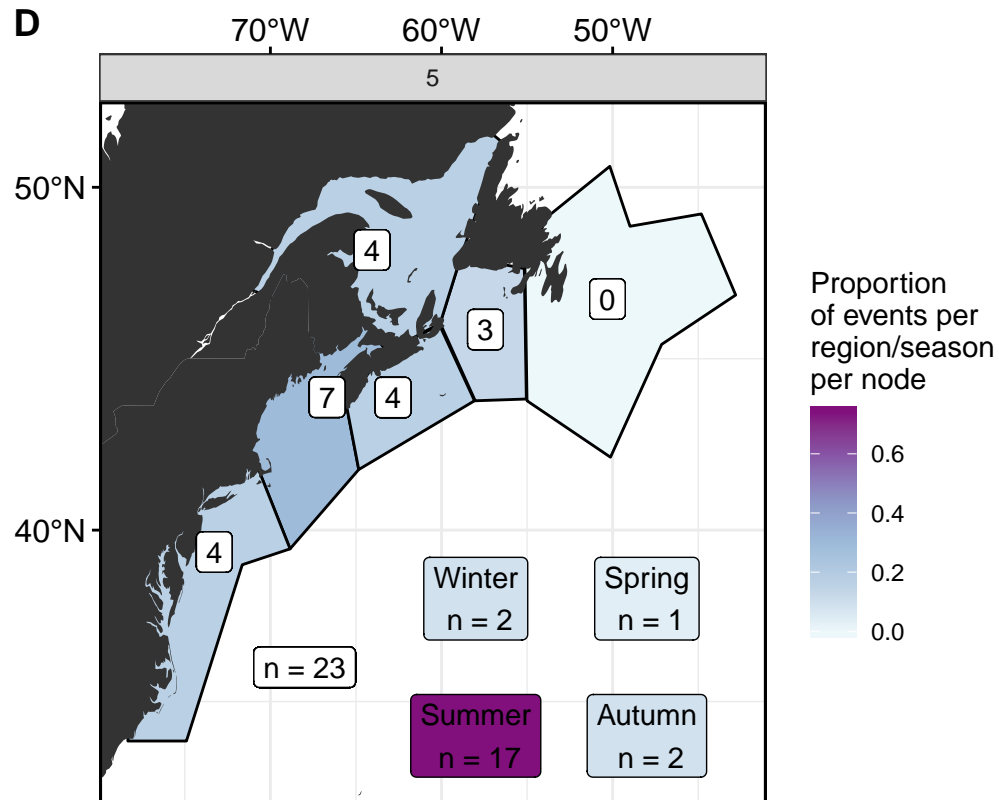 D
70°W 60°W 50°W
5
50°N
40°N
4
0
3
7
4
4
n = 23
Winter
n = 2
Spring
n = 1
Summer
n = 17
Autumn
n = 2
Proportion
of events per
region/season
per node
0.6
0.4
0.2
0.0